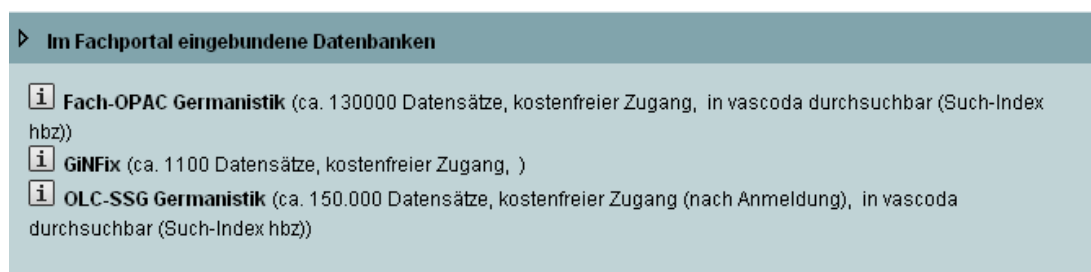 Im Fachportal eingebundene Datenbanken
i Fach-OPAC Germanistik (ca. 130000 Datensätze, kostenfreier Zugang, in vascoda durchsuchbar (Such-Index
hbz))
i GiNFix (ca. 1100 Datensätze, kostenfreier Zugang, )
i OLC-SSG Germanistik (ca. 150.000 Datensätze, kostenfreier Zugang (nach Anmeldung), in vascoda
durchsuchbar (Such-Index hbz))